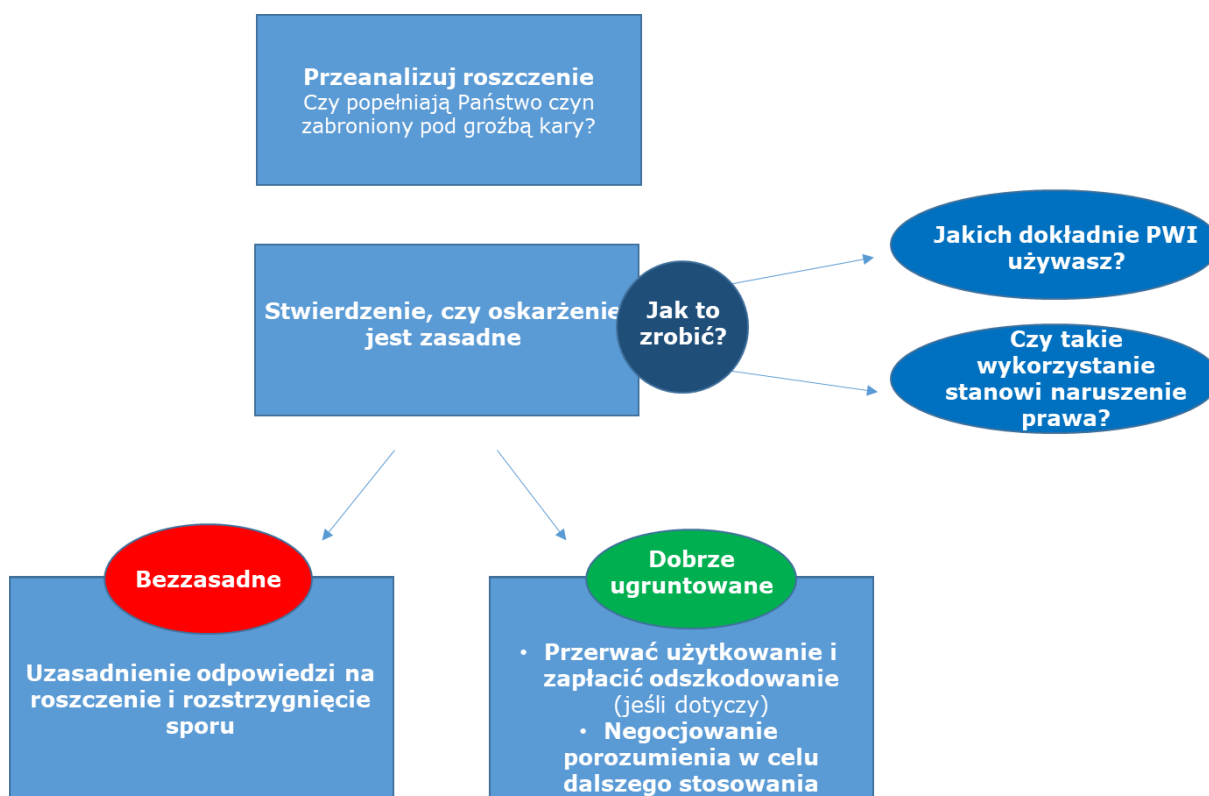 Przeanalizuj roszczenie
Czy popełniają Państwo czyn
zabroniony pod groźbą kary?
Stwierdzenie, czy oskarżenie
jest zasadne
Jak to
zrobić?
Jakich dokładnie PWI
używasz?
Czy takie
wykorzystanie
stanowi naruszenie
prawa?
Bezzasadne
Uzasadnienie odpowiedzi na
roszczenie i rozstrzygnięcie
sporu
Dobrze
ugruntowane
• Przerwać użytkowanie i
zapłacić odszkodowanie
(jeśli dotyczy)
• Negocjowanie
porozumienia w celu
dalszego stosowania